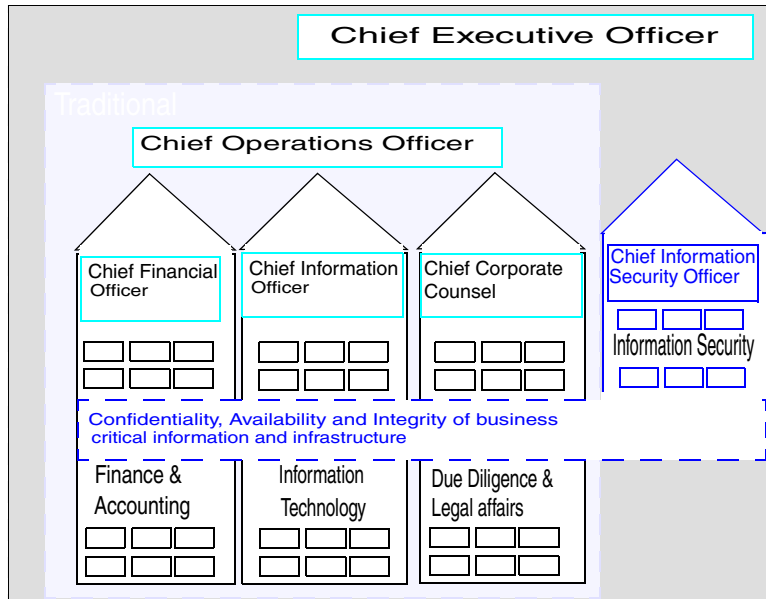 Chief Executive Officer
Traditional
Chief Operations Officer
Chief Financial
Officer
Chief Information
Officer
Chief Corporate
Counsel
Chief Information
Security Officer
Information Security
Confidentiality, Availability and Integrity of business
critical information and infrastructure
Finance &
Accounting
Information
Technology
Due Diligence &
Legal affairs